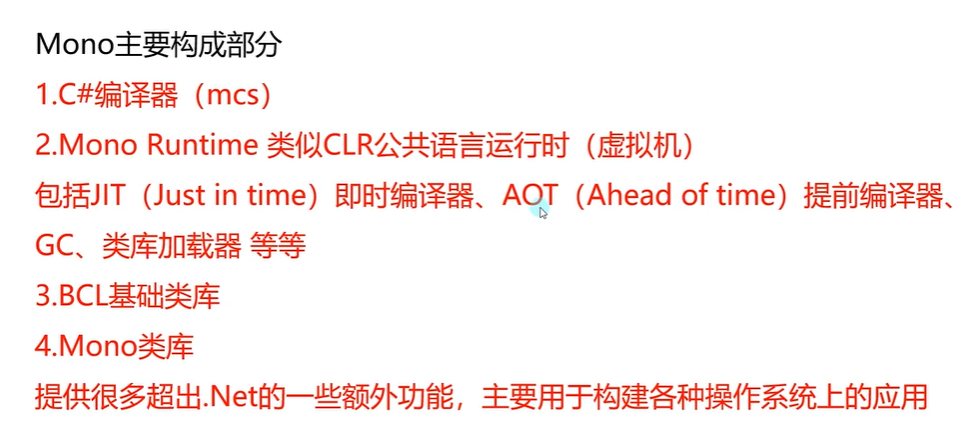 Mono主要构成部分
1.C#编译器（mcs）
2.Mono Runtime 类似CLR公共语言运行时（虚拟机）
包括JIT（Just in time）即时编译器、AOT（Ahead of time）提前编译器、
GC、类库加载器 等等
3.BCL基础类库
4.Mono类库
提供很多超出.Net的一些额外功能，主要用于构建各种操作系统上的应用